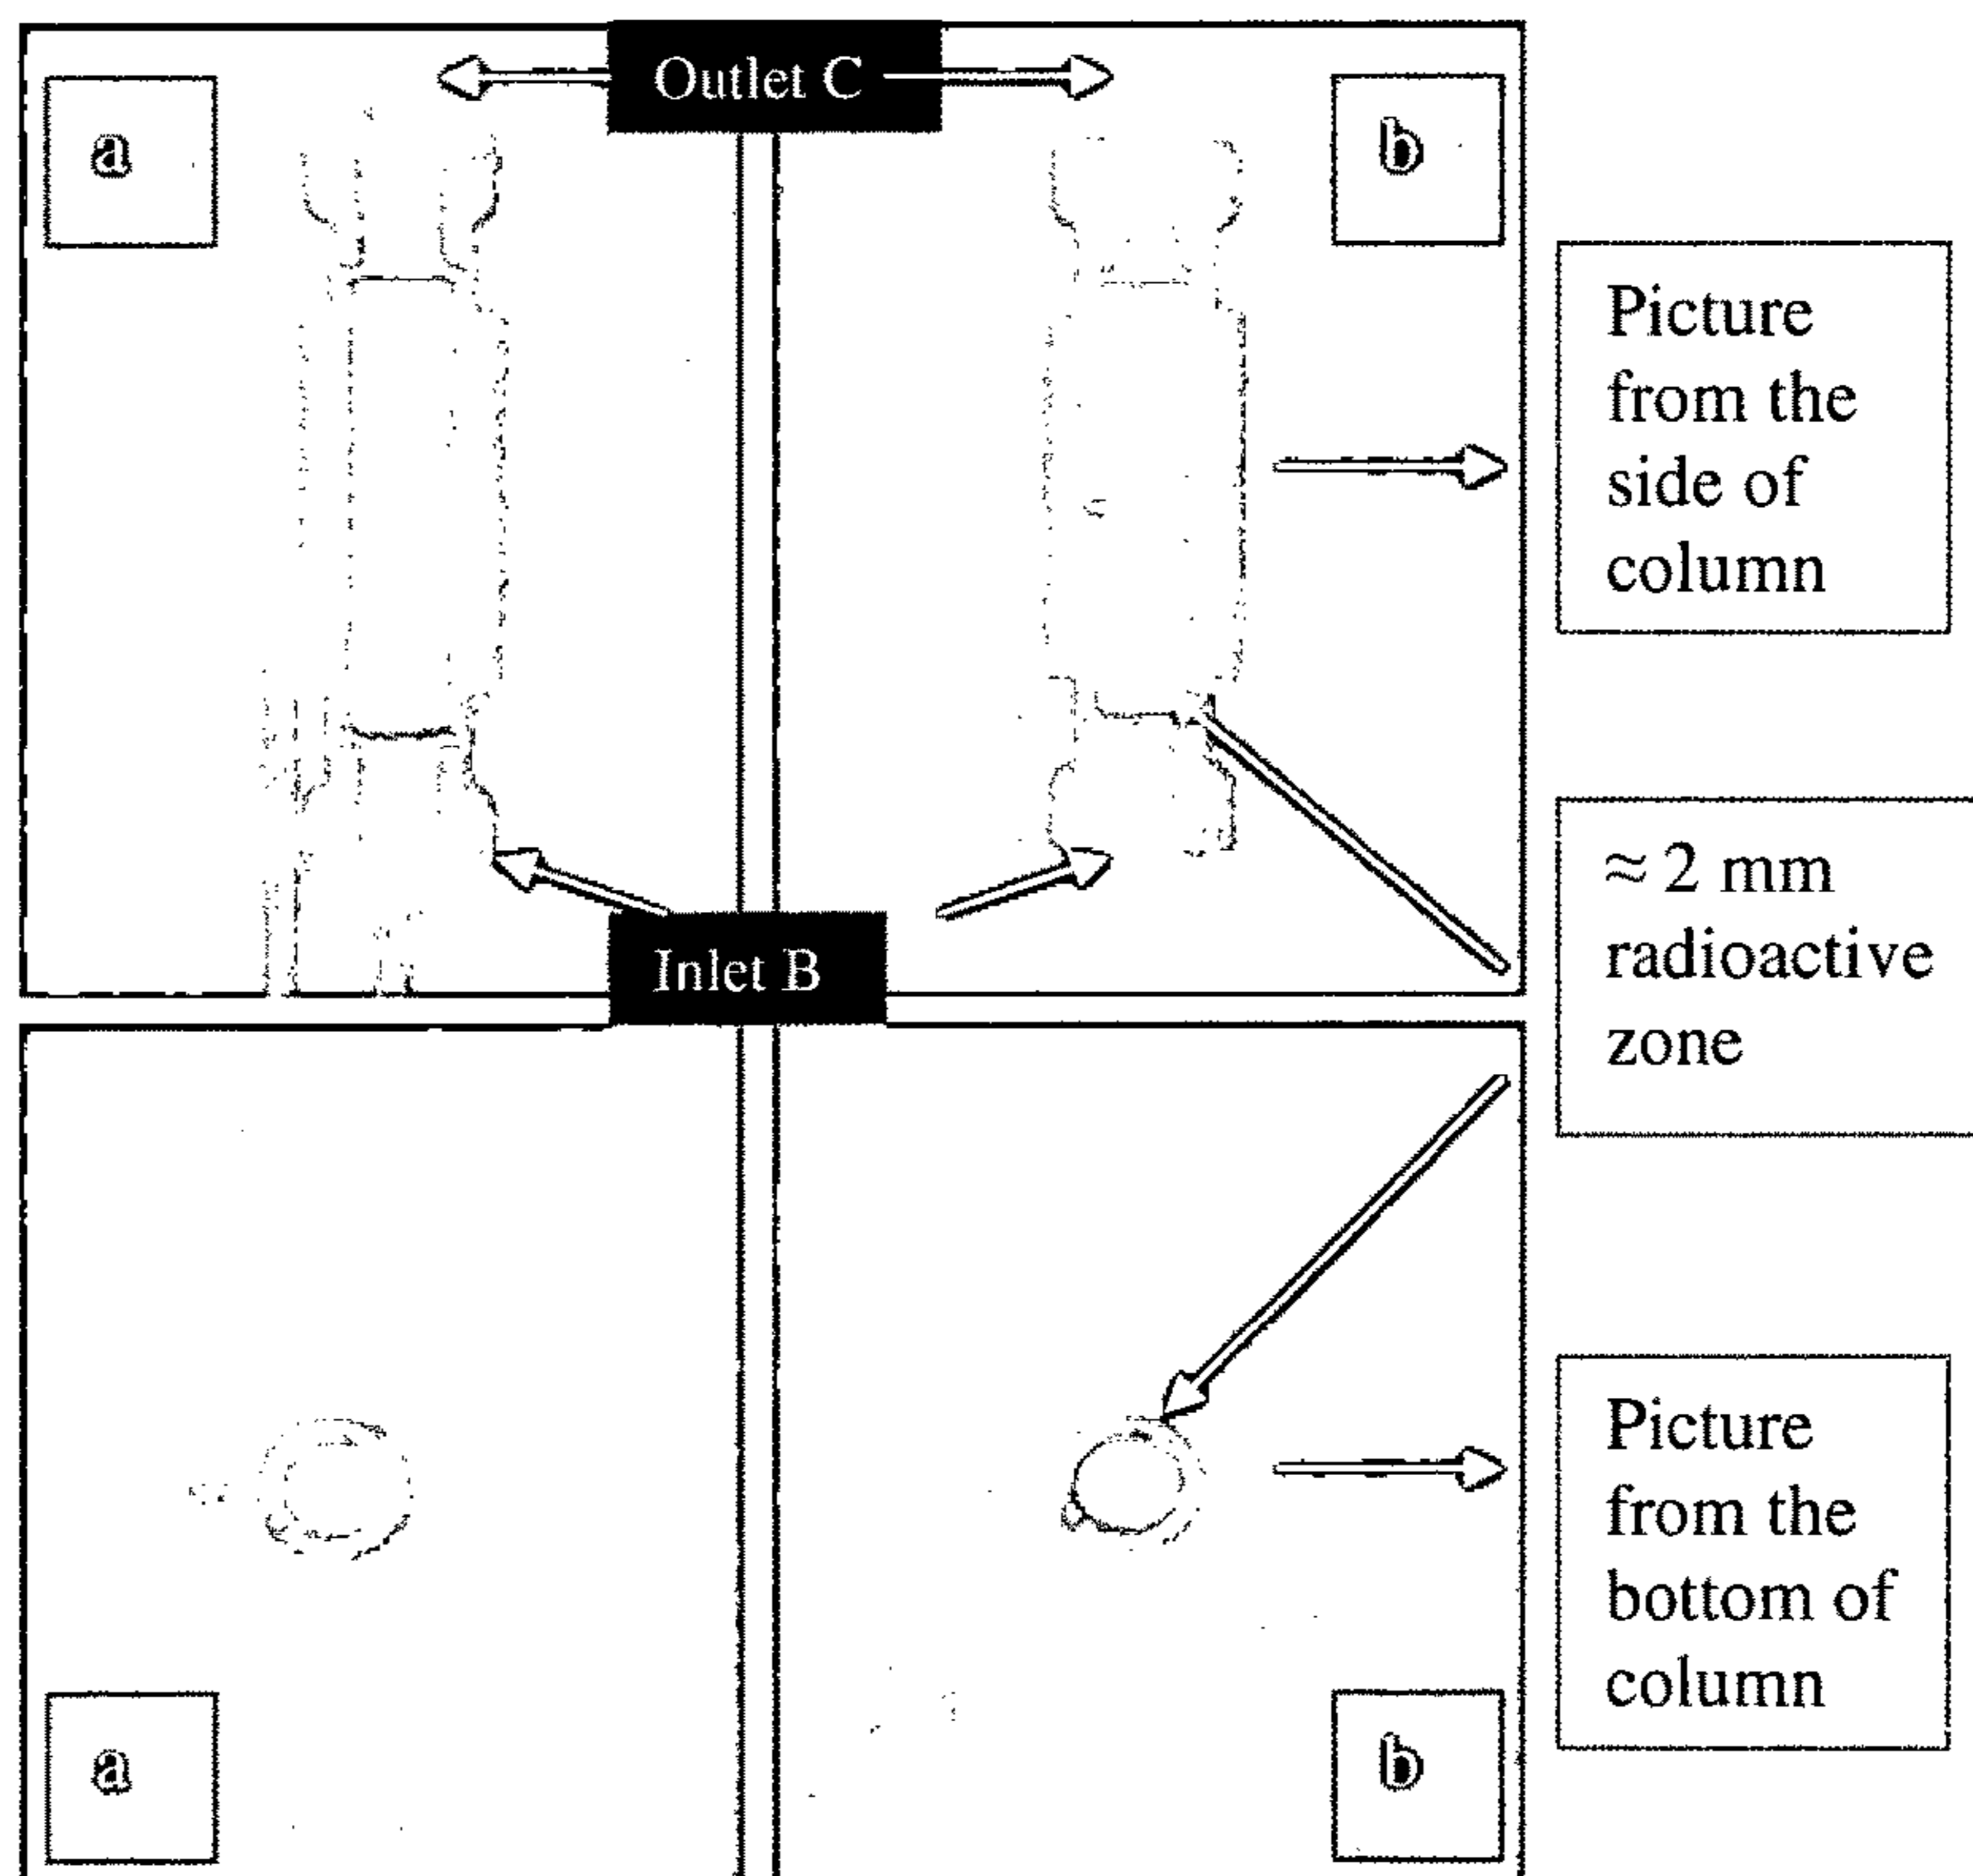 Outlet C
a
b
Picture
from the
side of
column
≈ 2 mm
radioactive
zone
Inlet B
Picture
from the
bottom of
column
a
b